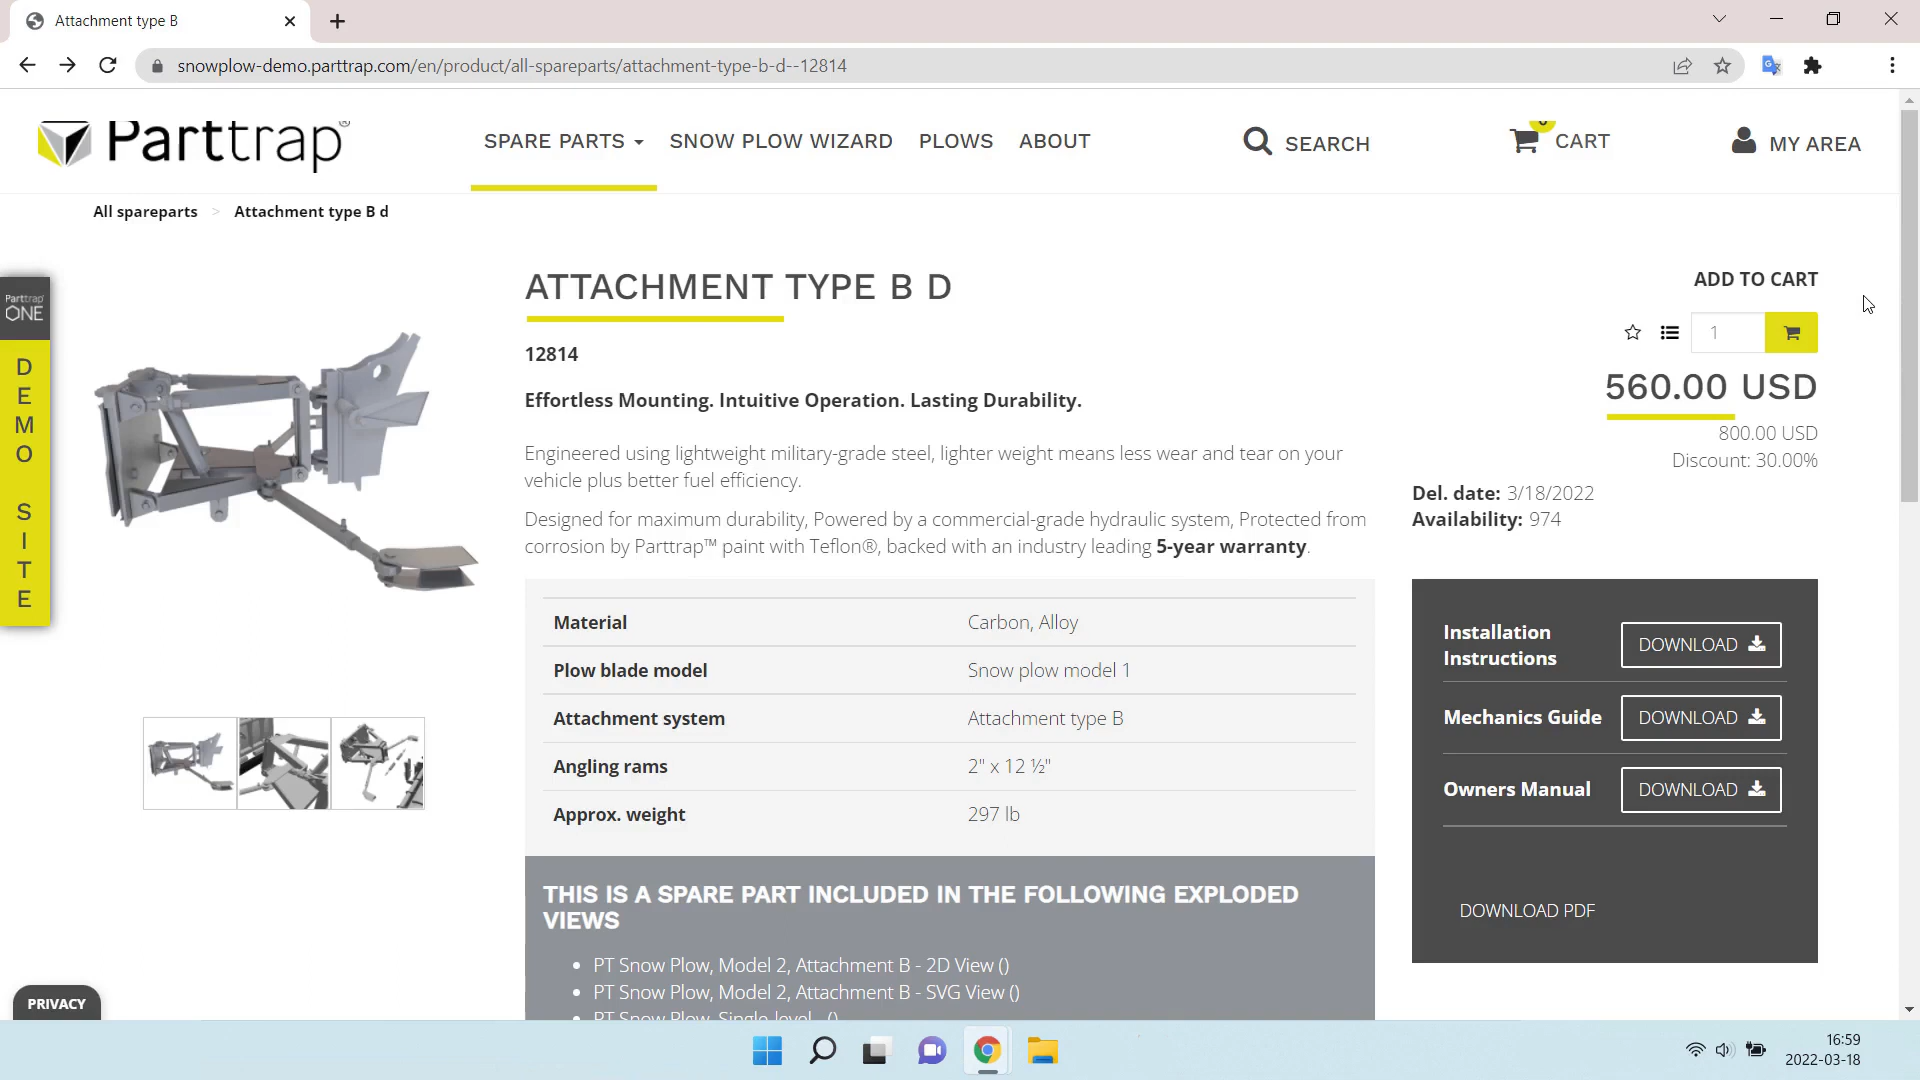 Attachment type B
snowplow-demo.parttrap.com/en/product/all-spareparts/attachment-type-b-d--12814
Parttrap®
SPARE PARTS
SNOW PLOW WIZARD
PLOWS
ABOUT
SEARCH
CART
MY AREA
All spareparts > Attachment type B d
Parttrap
ONE
DEMO SITE
ATTACHMENT TYPE B D
12814
Effortless Mounting. Intuitive Operation. Lasting Durability.
Engineered using lightweight military-grade steel, lighter weight means less wear and tear on your
vehicle plus better fuel efficiency.
Designed for maximum durability, Powered by a commercial-grade hydraulic system, Protected from
corrosion by Parttrap™ paint with Teflon®, backed with an industry leading 5-year warranty.
ADD TO CART
1
560.00 USD
800.00 USD
Discount: 30.00%
Del. date: 3/18/2022
Availability: 974
Material Carbon, Alloy
Plow blade model Snow plow model 1
Attachment system Attachment type B
Angling rams 2" x 12 ½"
Approx. weight 297 lb
THIS IS A SPARE PART INCLUDED IN THE FOLLOWING EXPLODED
VIEWS
• PT Snow Plow, Model 2, Attachment B - 2D View ()
• PT Snow Plow, Model 2, Attachment B - SVG View ()
• PT Snow Plow, Single-level - ()
Installation
Instructions
DOWNLOAD
Mechanics Guide
DOWNLOAD
Owners Manual
DOWNLOAD
DOWNLOAD PDF
PRIVACY
16:59
2022-03-18